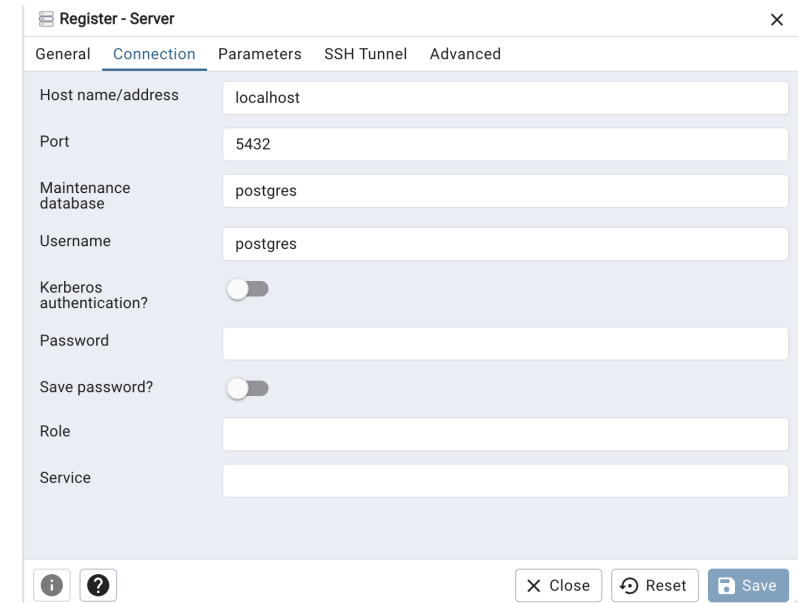 Register - Server
General Connection Parameters SSH Tunnel Advanced
Host name/address
localhost
Port
5432
Maintenance
database
postgres
Username
postgres
Kerberos
authentication?
Password
Save password?
Role
Service
Close Reset Save